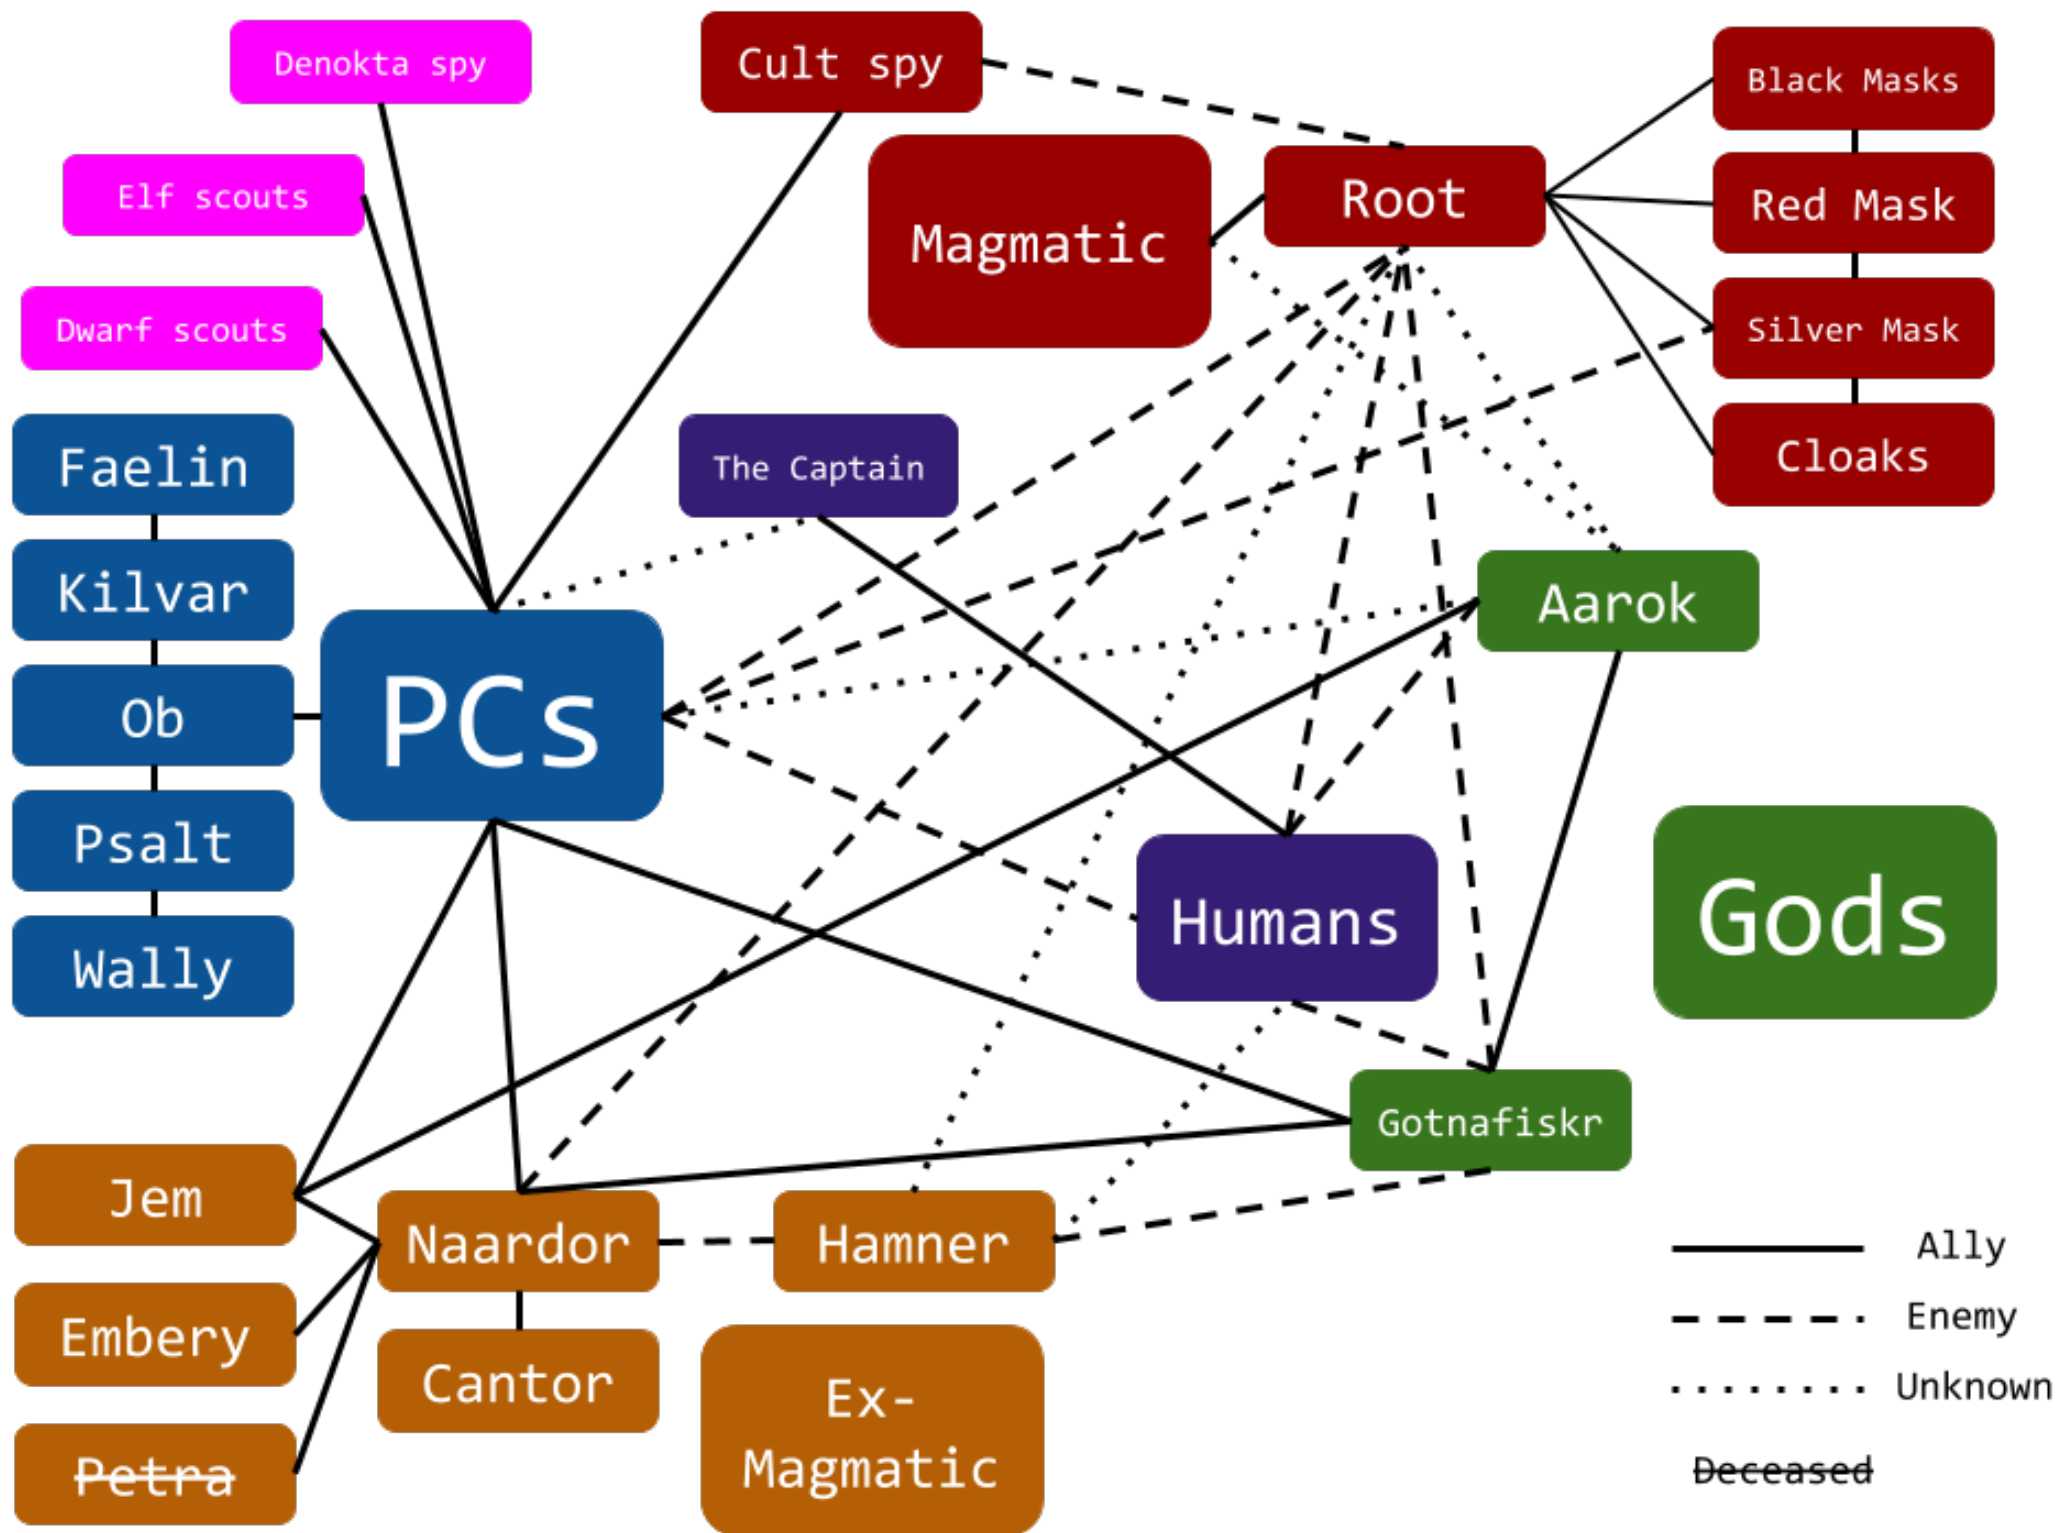 Denokta spy
Cult spy
Black Masks
Elf scouts
Magmatic
Root
Red Mask
Dwarf scouts
Silver Mask
Faelin
The Captain
Cloaks
Kilvar
Aarok
Ob
PCs
Psalt
Humans
Gods
Wally
Gotnafiskr
Jem
Naardor
Hamner
Ally
Embery
Enemy
Cantor
Ex-
Magmatic
Unknown
Petra
Deceased